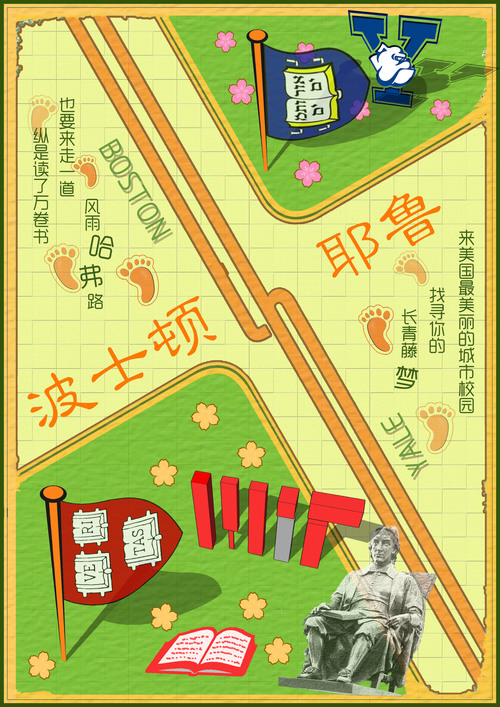 Y
纵是读了万卷书
也要来走一道
风雨
哈弗路
BOSTON
波士顿
耶鲁
来美国最美丽的城市校园
找寻你的
长青藤梦
YALE
MIT
VE
RI
TAS